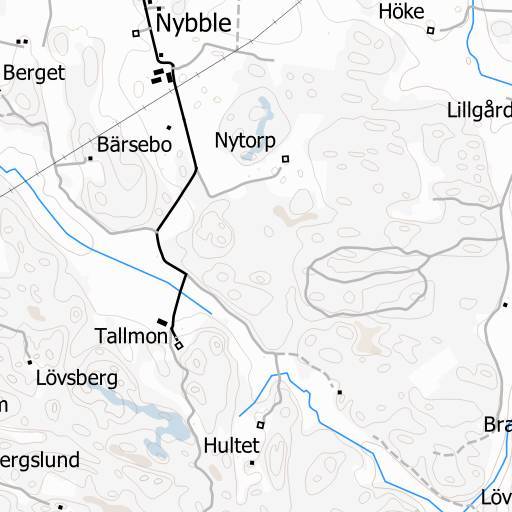 Höke
Nybble
Berget
Lillgård
Bärsebo
Nytorp
Tallmon
Lövsberg
m
Bra
Hultet
ergslund
Löv